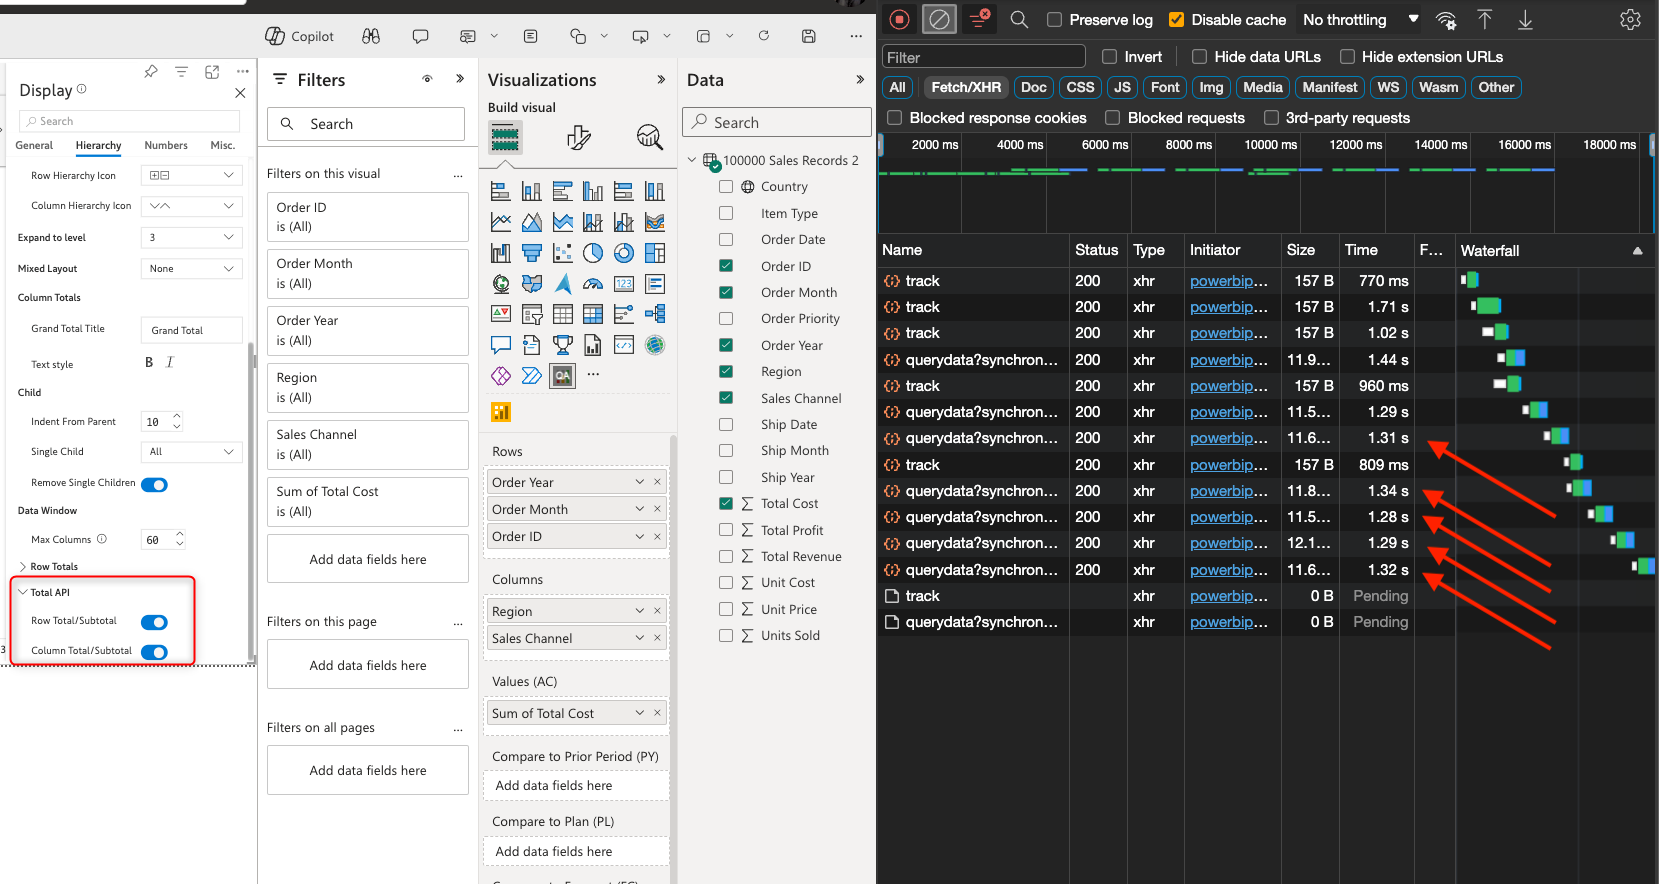 Copilot
Display
Search
General Hierarchy Numbers Misc.
Row Hierarchy Icon
Column Hierarchy Icon
Expand to level 3
Mixed Layout None
Column Totals
Grand Total Title Grand Total
Text style B I
Child
Indent From Parent 10
Single Child All
Remove Single Children
Data Window
Max Columns 60
Row Totals
Total API
Row Total/Subtotal
Column Total/Subtotal
3
Filters
Search
Filters on this visual ...
Order ID
is (All)
Order Month
is (All)
Order Year
is (All)
Region
is (All)
Sales Channel
is (All)
Sum of Total Cost
is (All)
Add data fields here
Filters on this page ...
Add data fields here
Filters on all pages ...
Add data fields here
Visualizations
Build visual
123
QA
...
Rows
Order Year
Order Month
Order ID
Columns
Region
Sales Channel
Values (AC)
Sum of Total Cost
Compare to Prior Period (PY)
Add data fields here
Compare to Plan (PL)
Add data fields here
Data
Search
100000 Sales Records 2
Country
Item Type
Order Date
Order ID
Order Month
Order Priority
Order Year
Region
Sales Channel
Ship Date
Ship Month
Ship Year
∑ Total Cost
∑ Total Profit
∑ Total Revenue
∑ Unit Cost
∑ Unit Price
∑ Units Sold
Preserve log Disable cache No throttling
Filter Invert Hide data URLs Hide extension URLs
All Fetch/XHR Doc CSS JS Font Img Media Manifest WS Wasm Other
Blocked response cookies Blocked requests 3rd-party requests
2000 ms 4000 ms 6000 ms 8000 ms 10000 ms 12000 ms 14000 ms 16000 ms 18000 ms
Name Status Type Initiator Size Time F... Waterfall
track 200 xhr powerbip... 157 B 770 ms
track 200 xhr powerbip... 157 B 1.71 s
track 200 xhr powerbip... 157 B 1.02 s
querydata?synchron... 200 xhr powerbip... 11.9... 1.44 s
track 200 xhr powerbip... 157 B 960 ms
querydata?synchron... 200 xhr powerbip... 11.5... 1.29 s
querydata?synchron... 200 xhr powerbip... 11.6... 1.31 s
track 200 xhr powerbip... 157 B 809 ms
querydata?synchron... 200 xhr powerbip... 11.8... 1.34 s
querydata?synchron... 200 xhr powerbip... 11.5... 1.28 s
querydata?synchron... 200 xhr powerbip... 12.1... 1.29 s
querydata?synchron... 200 xhr powerbip... 11.6... 1.32 s
track xhr powerbip... 0 B Pending
querydata?synchron... xhr powerbip... 0 B Pending